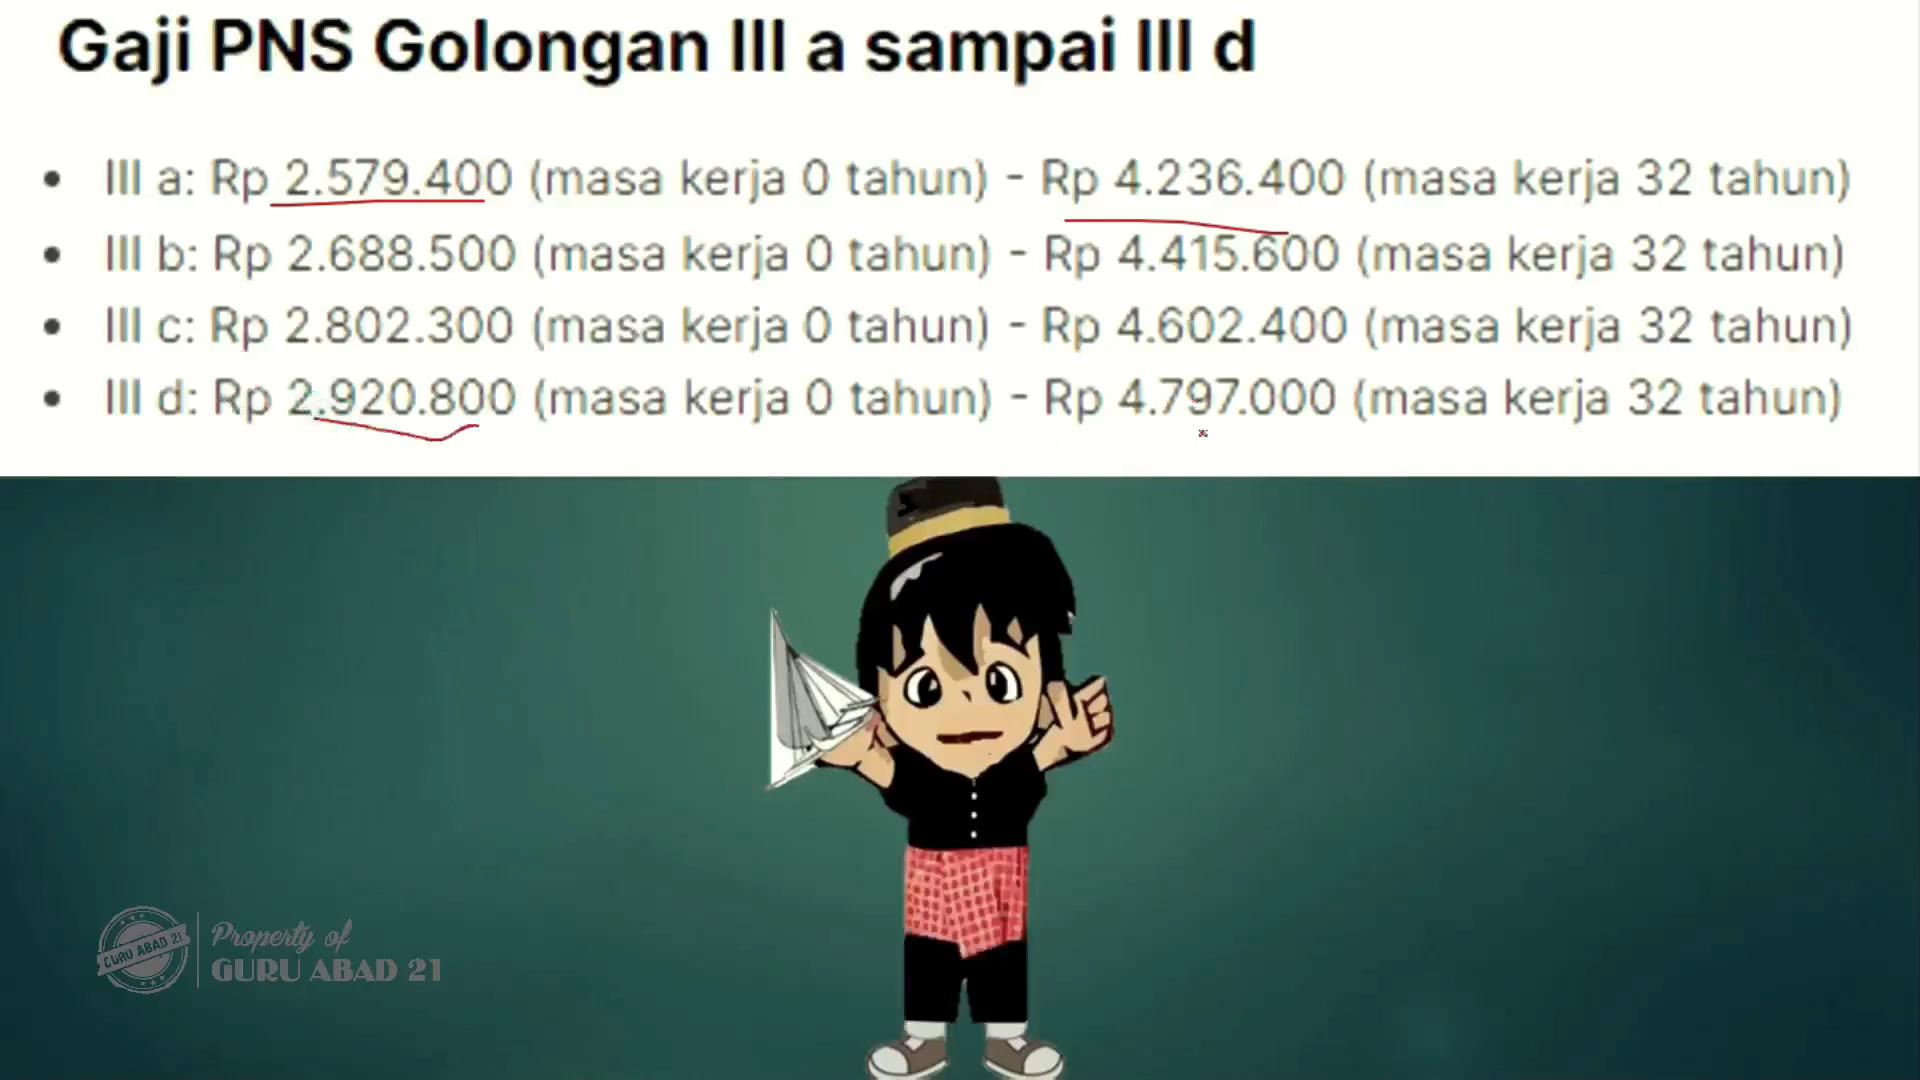 Gaji PNS Golongan III a sampai III d
• III a: Rp 2.579.400 (masa kerja 0 tahun) - Rp 4.236.400 (masa kerja 32 tahun)
• III b: Rp 2.688.500 (masa kerja 0 tahun) - Rp 4.415.600 (masa kerja 32 tahun)
• III c: Rp 2.802.300 (masa kerja 0 tahun) - Rp 4.602.400 (masa kerja 32 tahun)
• III d: Rp 2.920.800 (masa kerja 0 tahun) - Rp 4.797.000 (masa kerja 32 tahun)
GURU ABAD 21
Property of
GURU ABAD 21